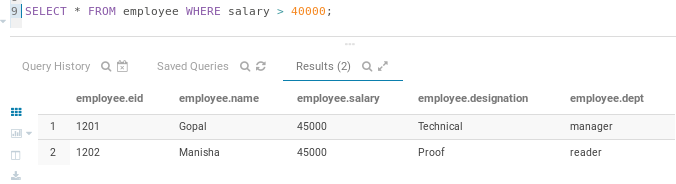 9 SELECT * FROM employee WHERE salary > 40000;
Query History Saved Queries Results (2)
employee.eid employee.name employee.salary employee.designation employee.dept
1 1201 Gopal 45000 Technical manager
2 1202 Manisha 45000 Proof reader